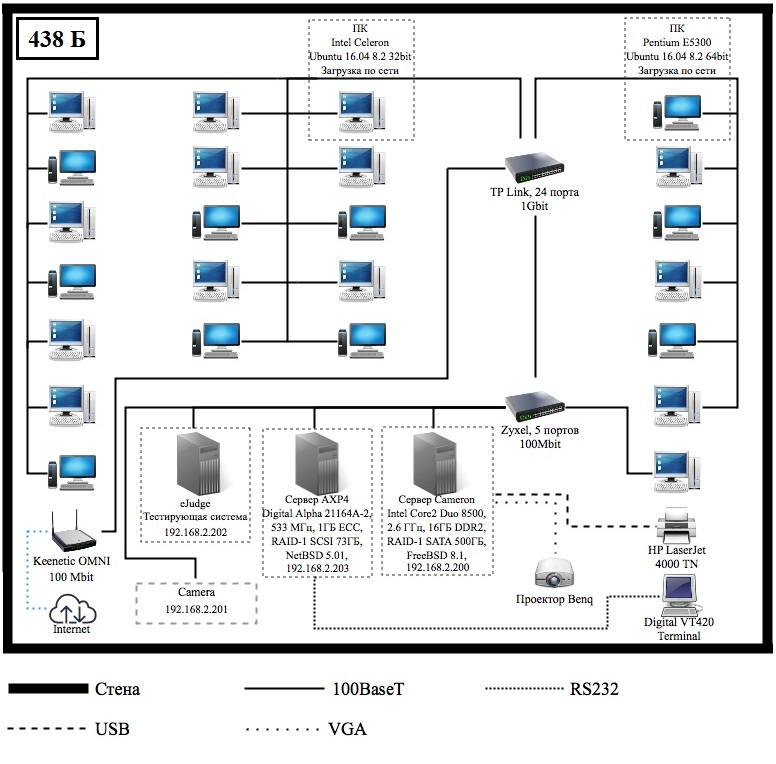 438 Б
ПК
Intel Celeron
Ubuntu 16.04 8.2 32bit
Загрузка по сети
ПК
Pentium E5300
Ubuntu 16.04 8.2 64bit
Загрузка по сети
TP Link, 24 порта
1Gbit
Zyxel, 5 портов
100Mbit
eJudge
Тестирующая система
192.168.2.202
Сервер AXP4
Digital Alpha 21164A-2,
533 МГц, 1ГБ ECC,
RAID-1 SCSI 73ГБ,
NetBSD 5.01,
192.168.2.203
Сервер Cameron
Intel Core2 Duo 8500,
2.6 ГГц, 16ГБ DDR2,
RAID-1 SATA 500ГБ,
FreeBSD 8.1,
192.168.2.200
Keenetic OMNI
100 Mbit
HP LaserJet
4000 TN
Camera
192.168.2.201
Проектор Benq
Internet
Digital VT420
Terminal
Стена
100BaseT
RS232
USB
VGA